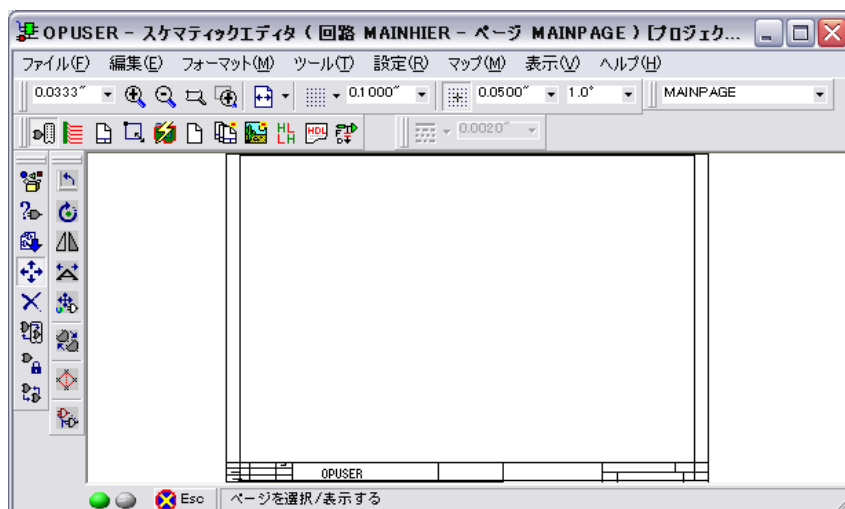 OPUSER - スケマティックエディタ ( 回路 MAINHIER - ページ MAINPAGE ) [プロジェク...
ファイル(F) 編集(E) フォーマット(M) ツール(T) 設定(R) マップ(M) 表示(V) ヘルプ(H)
0.0333" 0.1000" 0.0500" 1.0° MAINPAGE
HL LH HDL 0.0020"
OPUSER
Esc ページを選択/表示する